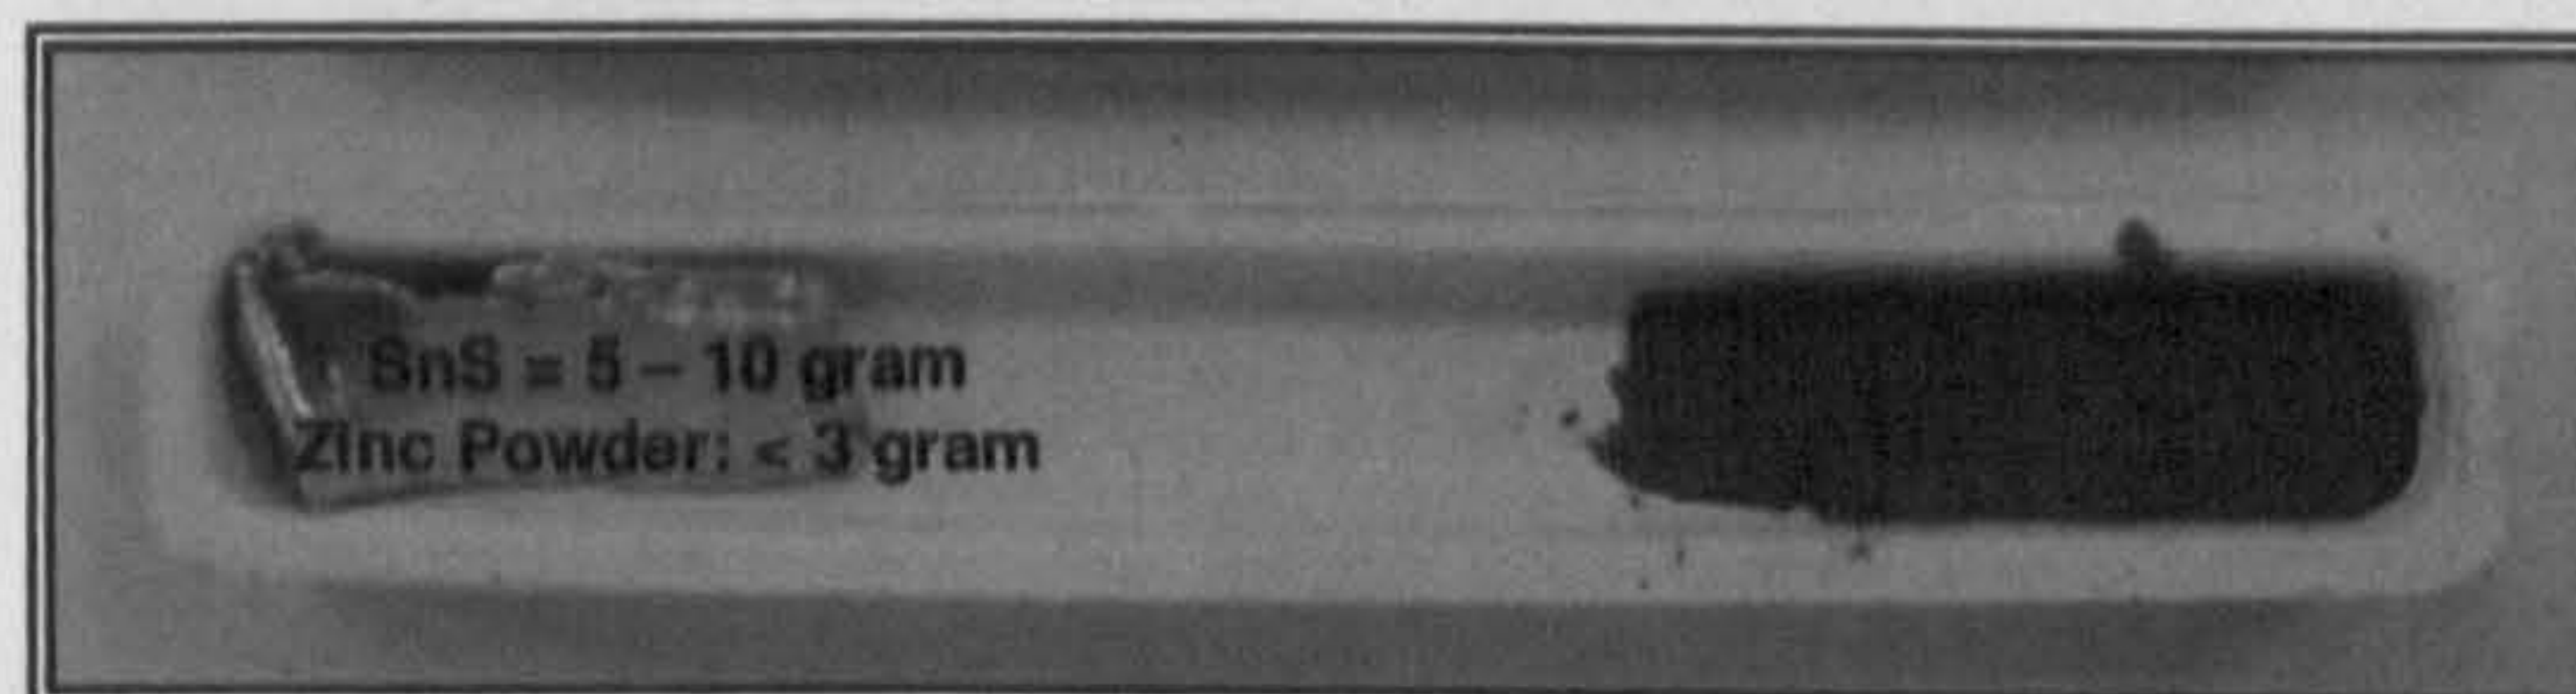 SnS = 5 – 10 gram
Zinc Powder: < 3 gram